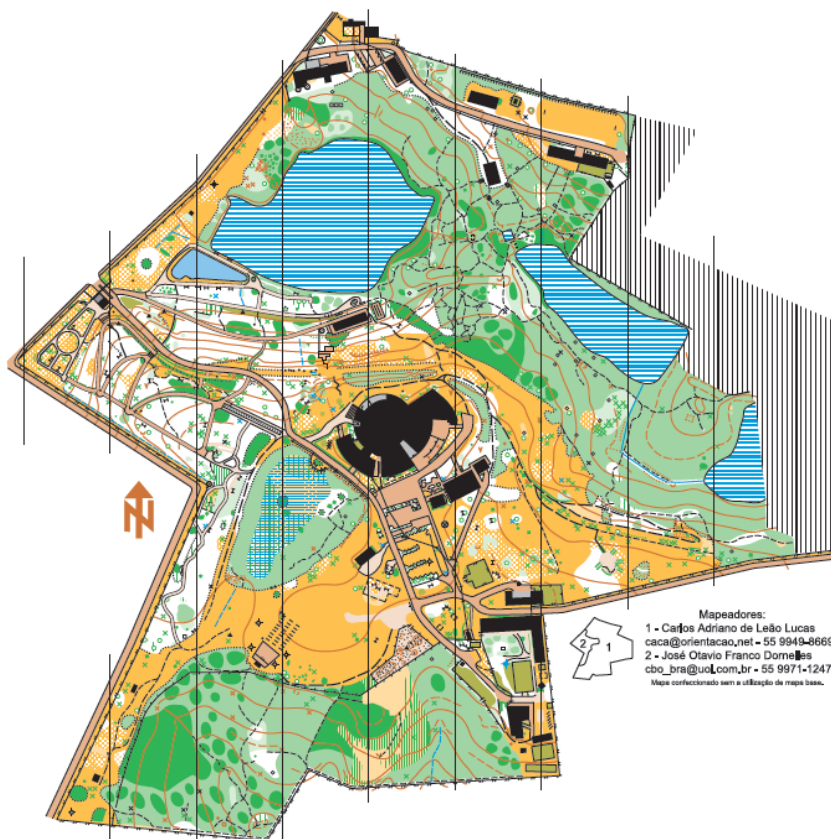 N
Mapeadores:
1 - Carlos Adriano de Leão Lucas
caca@orientacao.net - 55 9949-8669
2 - José Otavio Franco Dornelles
cbo_bra@uol.com.br - 55 9971-1247
Mapa confeccionado sem a utilização de mapa base.
2
1